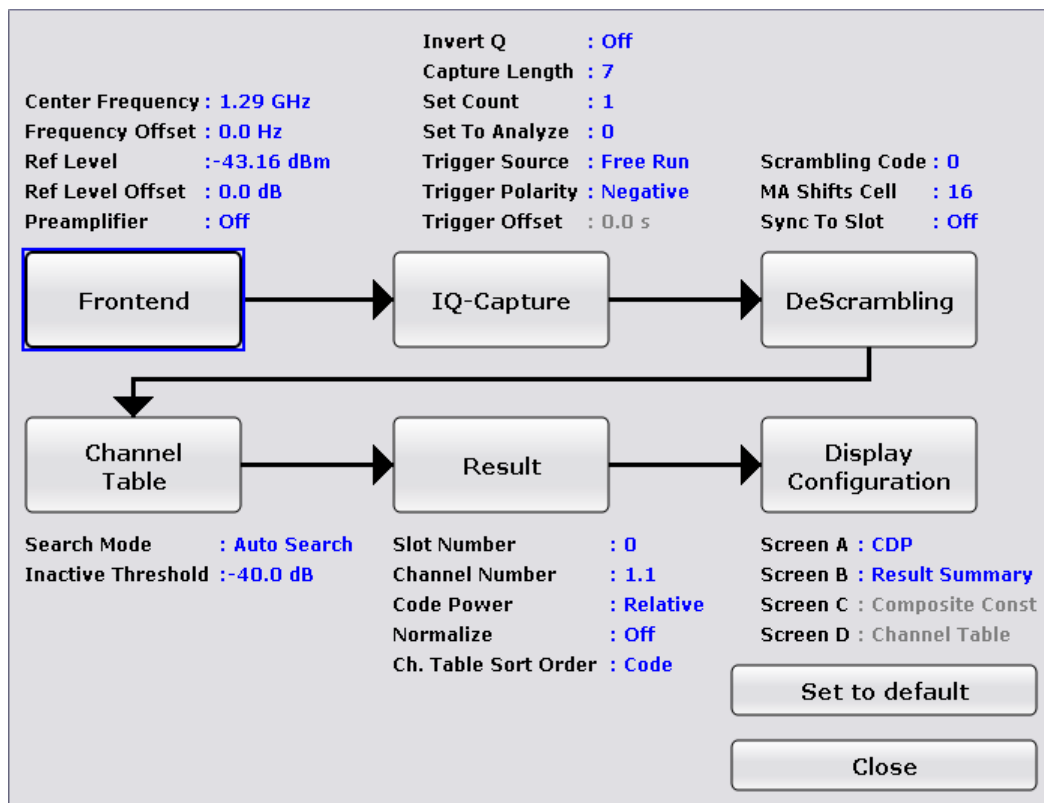 Center Frequency : 1.29 GHz
Frequency Offset : 0.0 Hz
Ref Level :-43.16 dBm
Ref Level Offset : 0.0 dB
Preamplifier : Off
Invert Q : Off
Capture Length : 7
Set Count : 1
Set To Analyze : 0
Trigger Source : Free Run
Trigger Polarity : Negative
Trigger Offset : 0.0 s
Scrambling Code : 0
MA Shifts Cell : 16
Sync To Slot : Off
Frontend
IQ-Capture
DeScrambling
Channel
Table
Result
Display
Configuration
Search Mode : Auto Search
Inactive Threshold :-40.0 dB
Slot Number : 0
Channel Number : 1.1
Code Power : Relative
Normalize : Off
Ch. Table Sort Order : Code
Screen A : CDP
Screen B : Result Summary
Screen C : Composite Const
Screen D : Channel Table
Set to default
Close